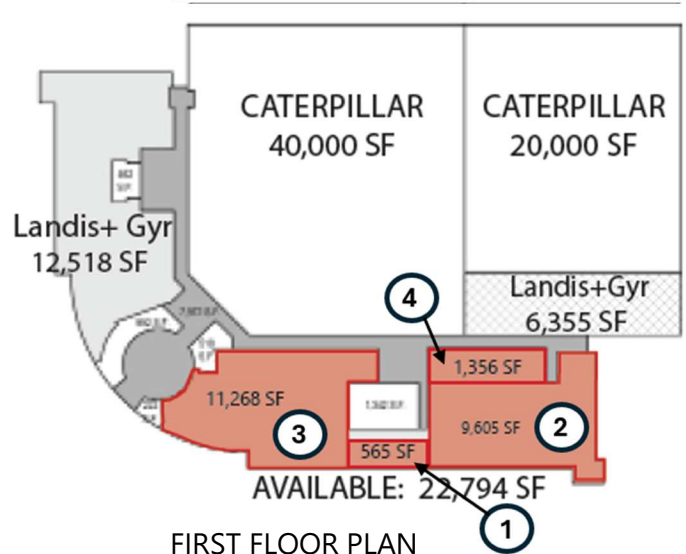 CATERPILLAR
40,000 SF
CATERPILLAR
20,000 SF
Landis+ Gyr
12,518 SF
Landis+Gyr
6,355 SF
4
1,356 SF
11,268 SF
3
9,605 SF
2
565 SF
AVAILABLE: 22,794 SF
1
FIRST FLOOR PLAN